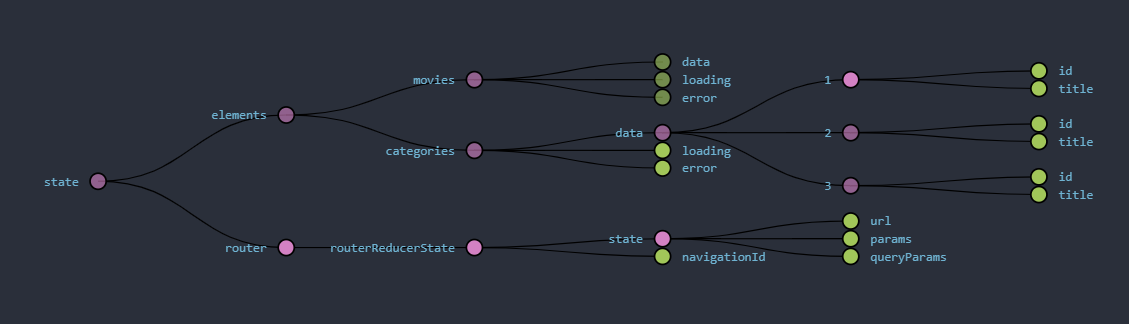 state
elements
movies
data
loading
error
categories
data
1
id
title
2
id
title
3
id
title
loading
error
router
routerReducerState
state
url
params
queryParams
navigationId